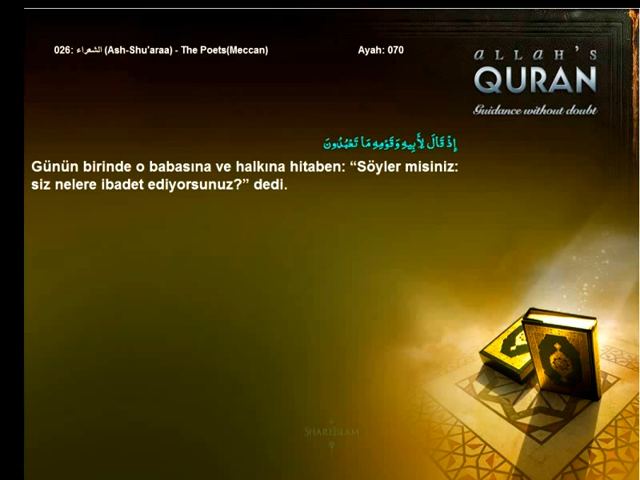 026: الشعراء (Ash-Shu'araa) - The Poets(Meccan) Ayah: 070
ALLAH'S
QURAN
Guidance without doubt
إِذْ قَالَ لِأَبِيهِ وَقَوْمِهِ مَا تَعْبُدُونَ
Günün birinde o babasına ve halkına hitaben: “Söyler misiniz:
siz nelere ibadet ediyorsunuz?” dedi.
SHAREISLAM